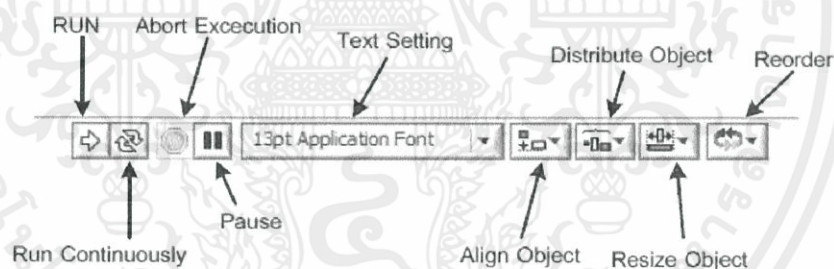 RUN
Abort Excecution
Text Setting
Distribute Object
Reorder
13pt Application Font
Pause
Run Continuously
Align Object
Resize Object